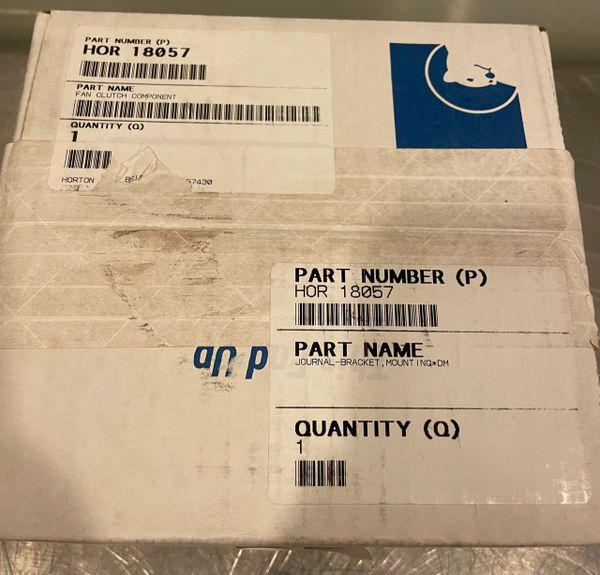 PART NUMBER (P)
HOR 18057
PART NAME
FAN CLUTCH COMPONENT
QUANTITY (Q)
1
HORTON
57430
PART NUMBER (P)
HOR 18057
PART NAME
JOURNAL-BRACKET,MOUNTING*DM
QUANTITY (Q)
1